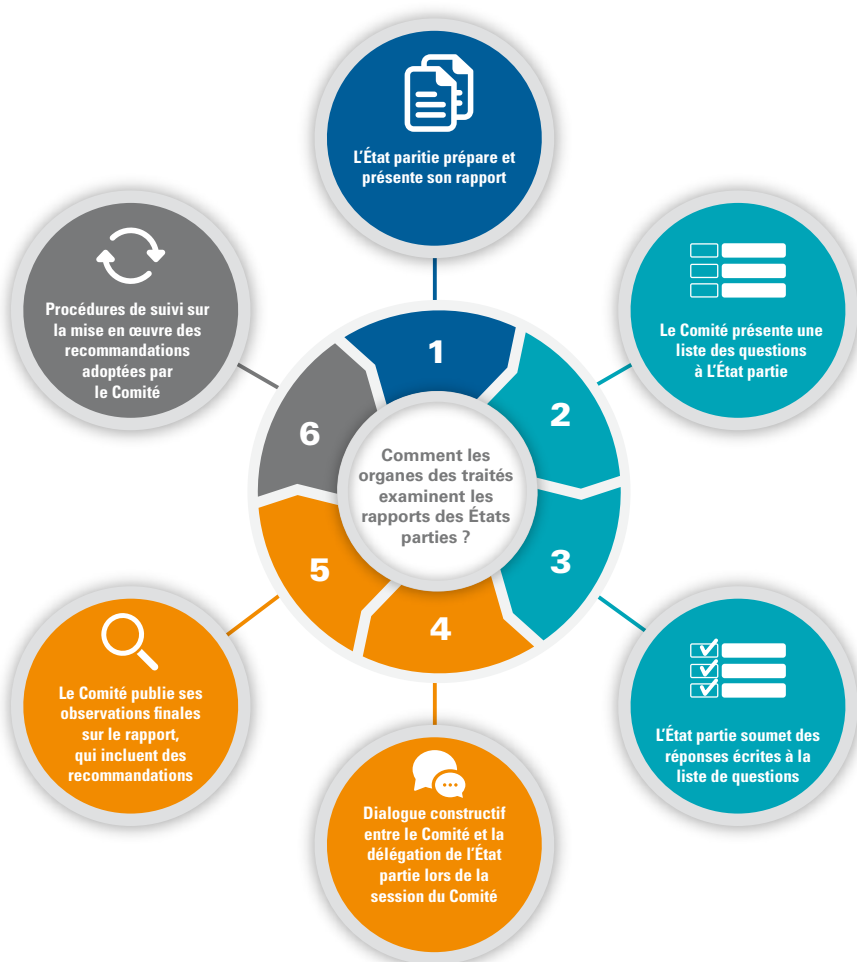 L'État paritie prépare et
présente son rapport
Procédures de suivi sur
la mise en œuvre des
recommandations
adoptées par
le Comité
Le Comité présente une
liste des questions
à L'État partie
1
2
3
4
5
6
Comment les
organes des traités
examinent les
rapports des États
parties ?
Le Comité publie ses
observations finales
sur le rapport,
qui incluent des
recommandations
L'État partie soumet des
réponses écrites à la
liste de questions
Dialogue constructif
entre le Comité et la
délégation de l'État
partie lors de la
session du Comité